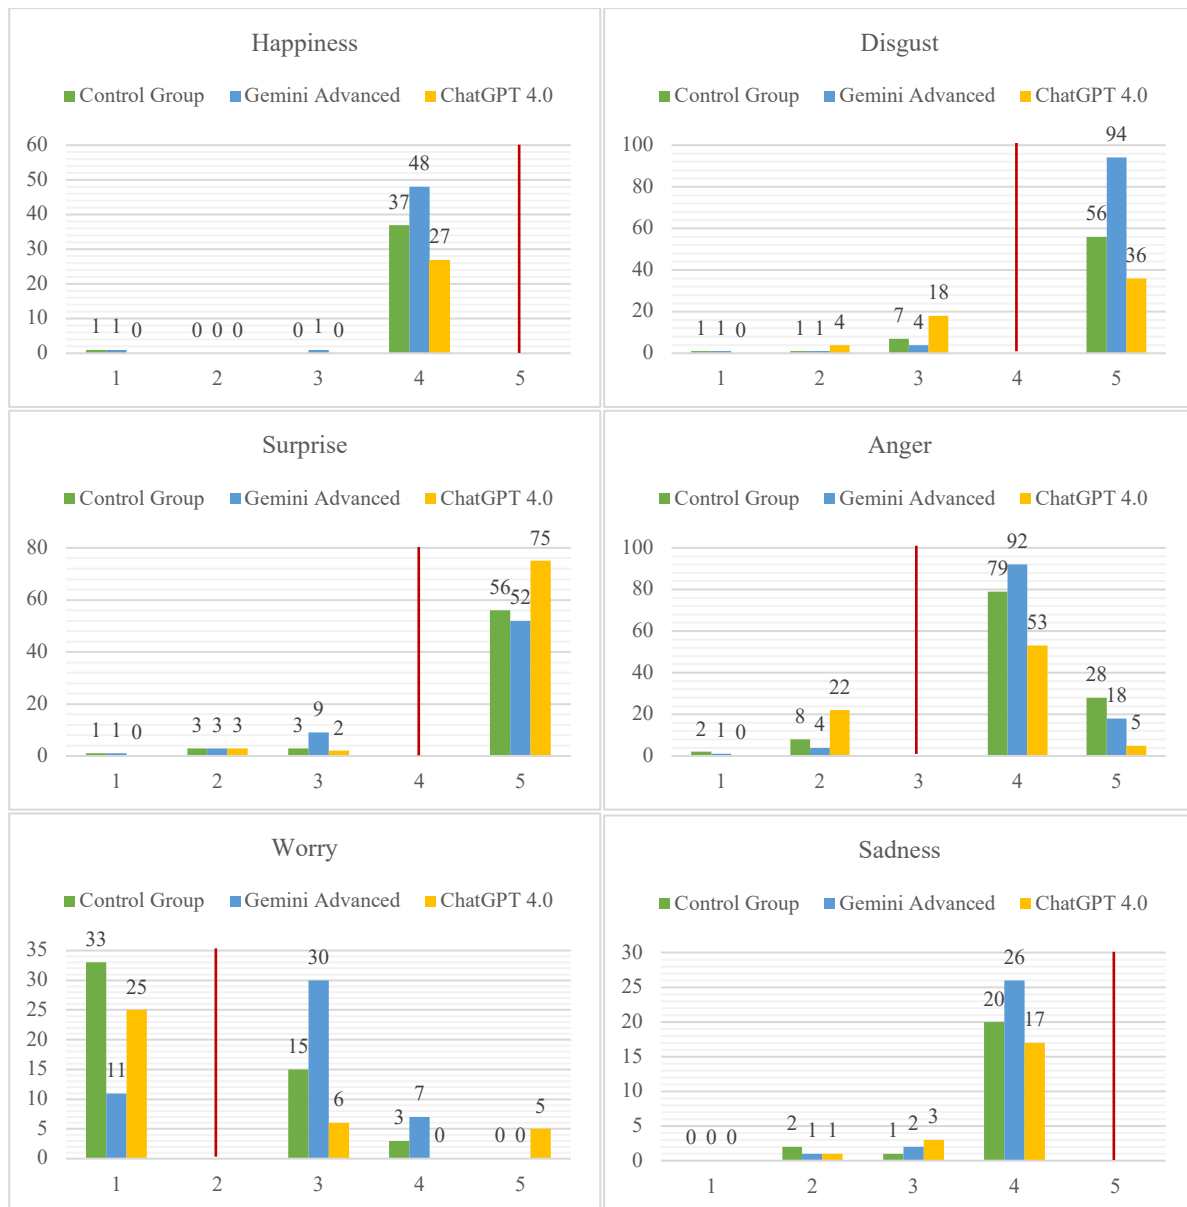 Happiness
Control Group Gemini Advanced ChatGPT 4.0
60
50
40
30
20
10
0
37 48 27
1 1 0 0 0 0 0 1 0
1 2 3 4 5
Disgust
Control Group Gemini Advanced ChatGPT 4.0
100
80
60
40
20
0
94
56
36
1 1 0 1 1 4 7 4 18
1 2 3 4 5
Surprise
Control Group Gemini Advanced ChatGPT 4.0
80
60
40
20
0
75
56 52
1 1 0 3 3 3 3 9 2
1 2 3 4 5
Anger
Control Group Gemini Advanced ChatGPT 4.0
100
80
60
40
20
0
79 92 53
2 1 0 8 4 22 28 18 5
1 2 3 4 5
Worry
Control Group Gemini Advanced ChatGPT 4.0
35
30
25
20
15
10
5
0
33 11 25 15 30 6 3 7 0 0 0 5
1 2 3 4 5
Sadness
Control Group Gemini Advanced ChatGPT 4.0
30
25
20
15
10
5
0
0 0 0 2 1 1 1 2 3 20 26 17
1 2 3 4 5